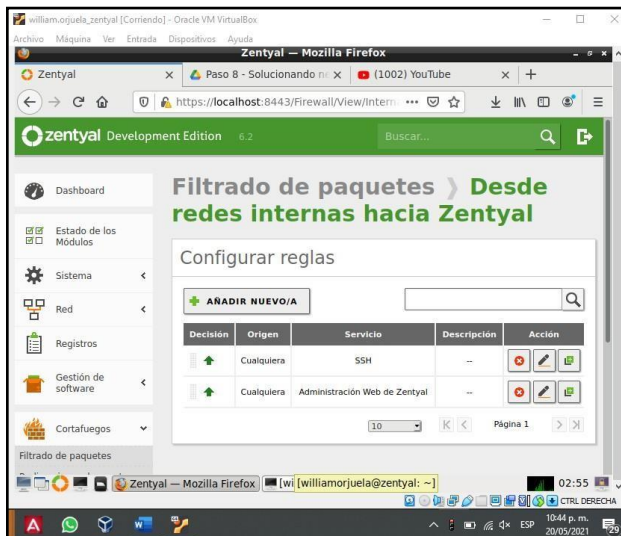 william.orjuela_zentyal [Corriendo] - Oracle VM VirtualBox
Archivo Máquina Ver Entrada Dispositivos Ayuda
Zentyal — Mozilla Firefox
Zentyal
Paso 8 - Solucionando
(1002) YouTube
https://localhost:8443/Firewall/View/Intern
zentyal Development Edition 6.2
Buscar...
Dashboard
Estado de los
Módulos
Sistema
Red
Registros
Gestión de
software
Cortafuegos
Filtrado de paquetes
Filtrado de paquetes ❭ Desde
redes internas hacia Zentyal
Configurar reglas
AÑADIR NUEVO/A
Decisión Origen Servicio Descripción Acción
Cualquiera SSH --
Cualquiera Administración Web de Zentyal --
10 Página 1
Zentyal — Mozilla Firefox
[wi
[williamorjuela@zentyal: ~]
02:55
CTRL DERECHA
ESP
10:44 p. m.
20/05/2021
29